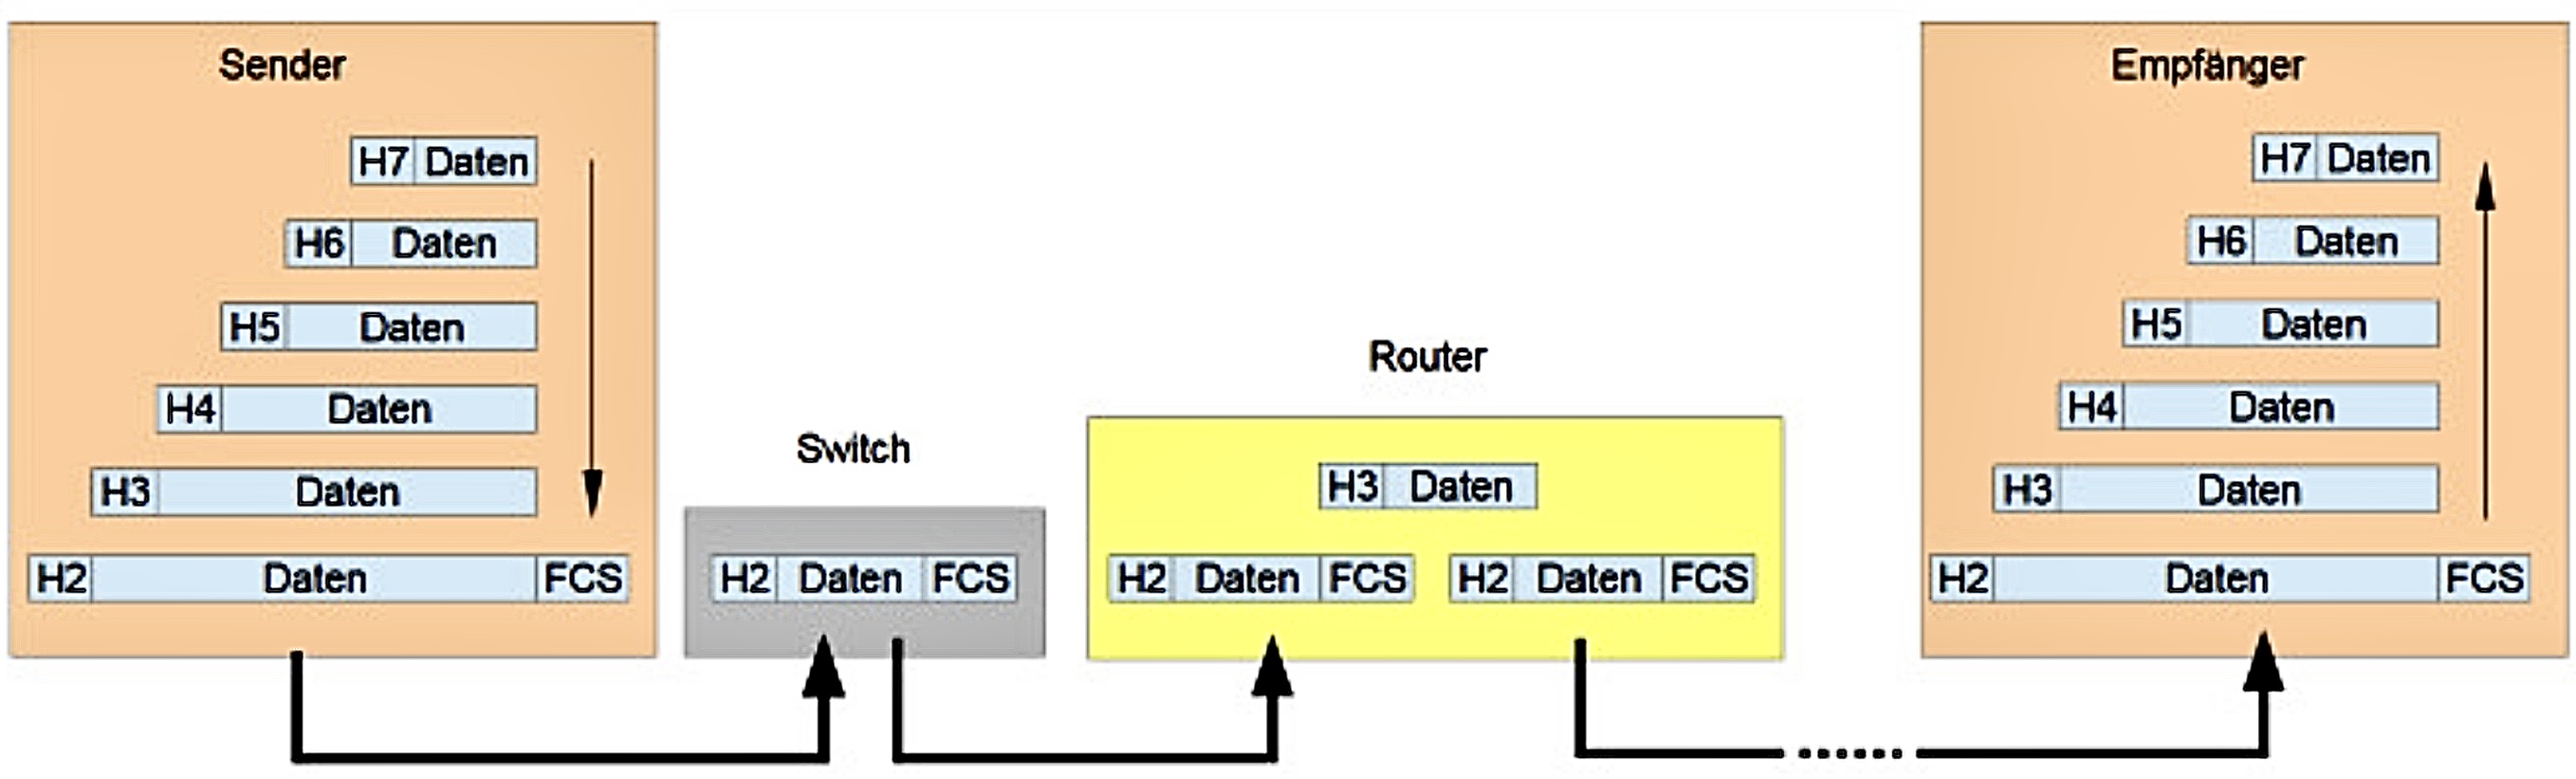 Sender
H7 Daten
H6 Daten
H5 Daten
H4 Daten
H3 Daten
H2 Daten FCS
Switch
H2 Daten FCS
Router
H3 Daten
H2 Daten FCS
H2 Daten FCS
Empfänger
H7 Daten
H6 Daten
H5 Daten
H4 Daten
H3 Daten
H2 Daten FCS